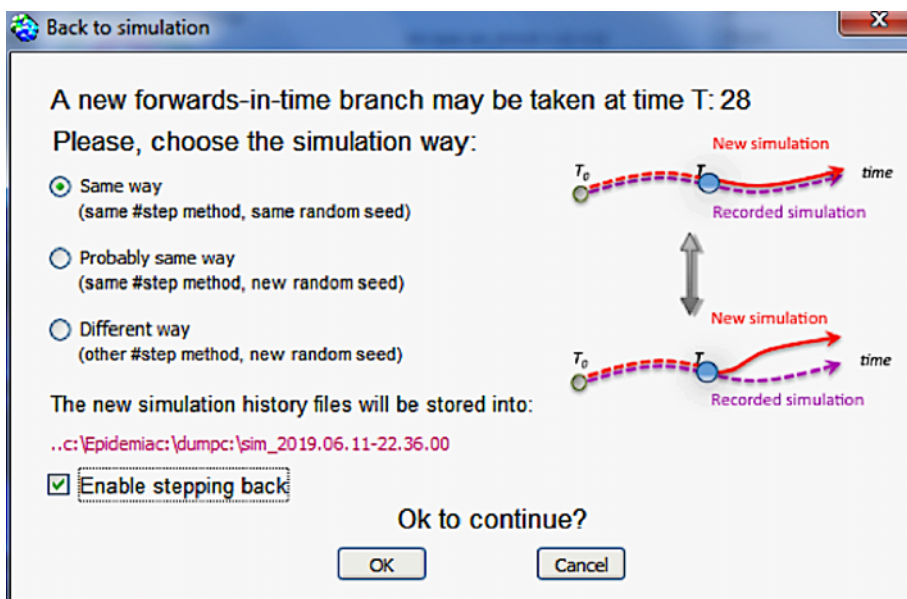 Back to simulation
x
A new forwards-in-time branch may be taken at time T: 28
Please, choose the simulation way:
Same way
(same #step method, same random seed)
Probably same way
(same #step method, new random seed)
Different way
(other #step method, new random seed)
New simulation
T0 T time
Recorded simulation
New simulation
T0 T time
Recorded simulation
The new simulation history files will be stored into:
..c:\Epidemiac:\dumpc:\sim_2019.06.11-22.36.00
Enable stepping back
Ok to continue?
OK Cancel